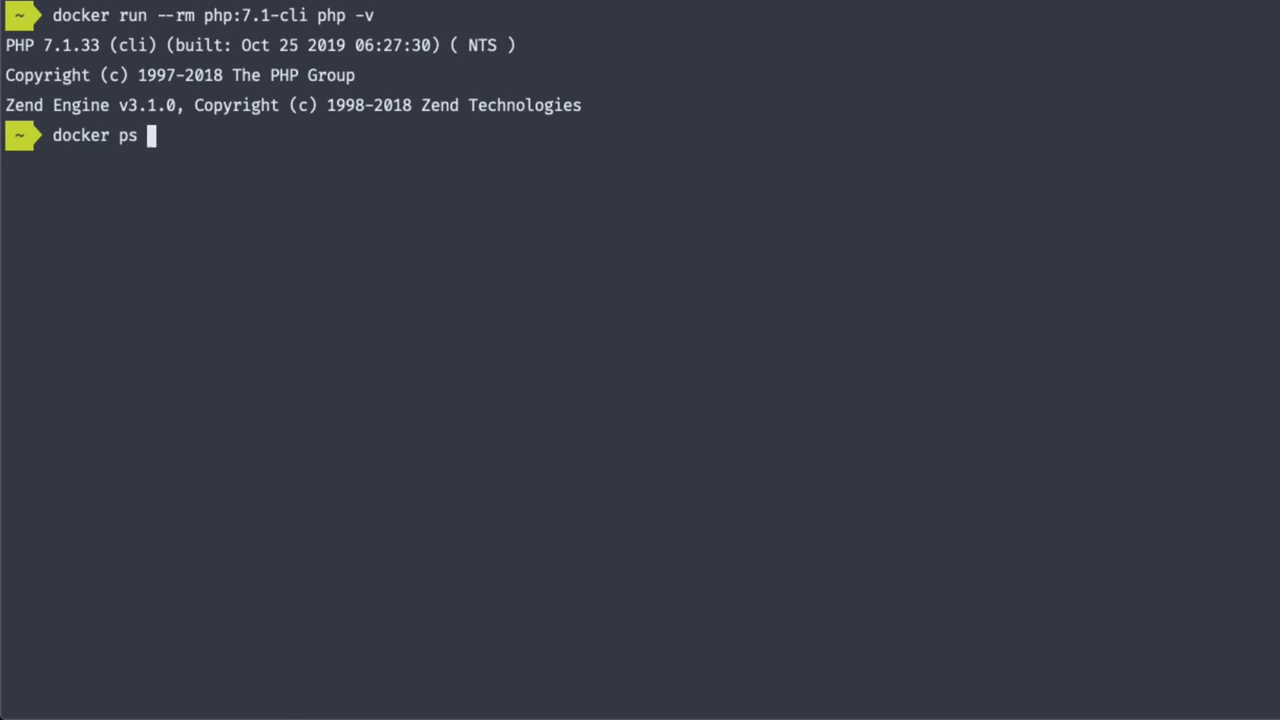 ~ docker run --rm php:7.1-cli php -v
PHP 7.1.33 (cli) (built: Oct 25 2019 06:27:30) ( NTS )
Copyright (c) 1997-2018 The PHP Group
Zend Engine v3.1.0, Copyright (c) 1998-2018 Zend Technologies
~ docker ps